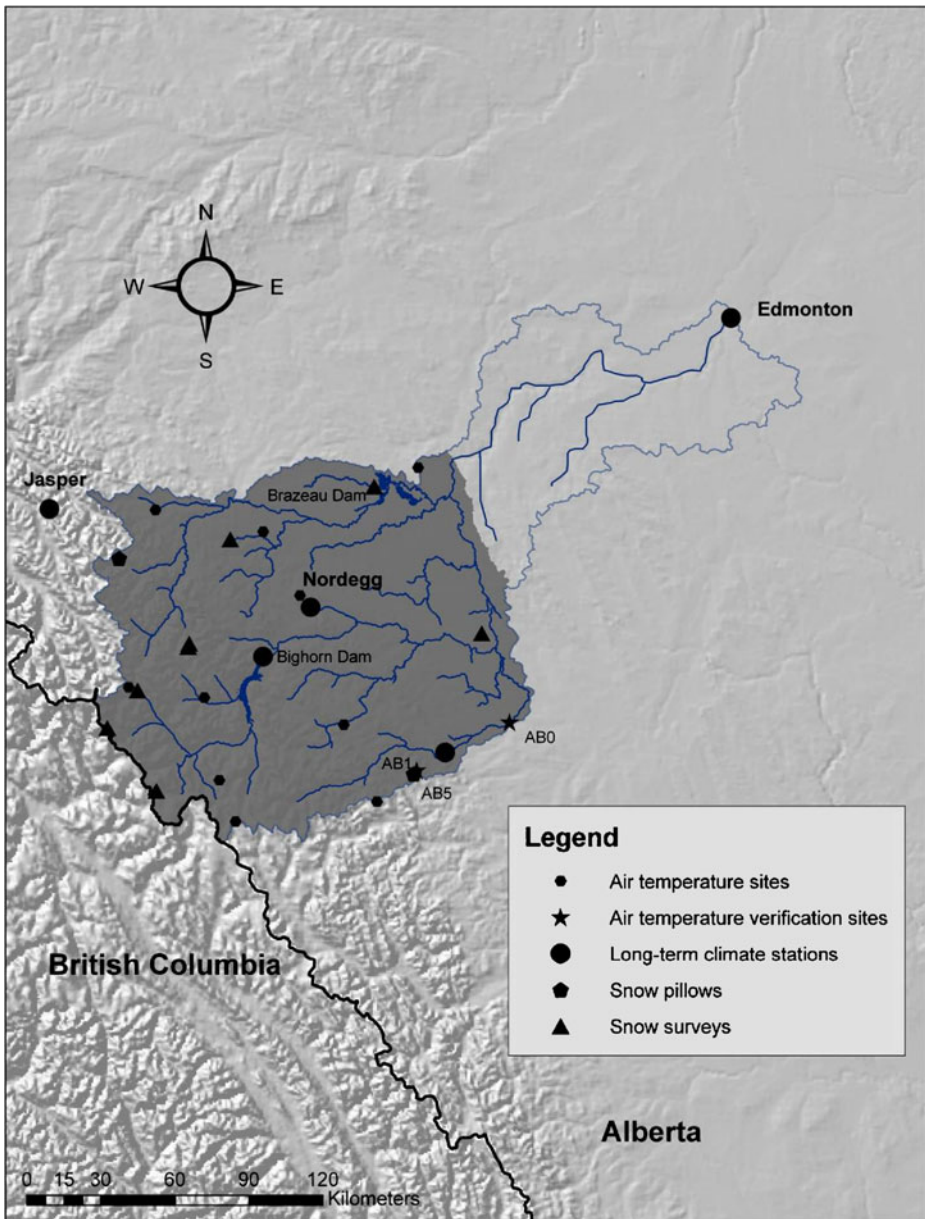 N
W E
S
Edmonton
Jasper
Brazeau Dam
Nordegg
Bighorn Dam
AB0
AB1
AB5
Legend
Air temperature sites
Air temperature verification sites
Long-term climate stations
Snow pillows
Snow surveys
British Columbia
Alberta
0 15 30 60 90 120
Kilometers